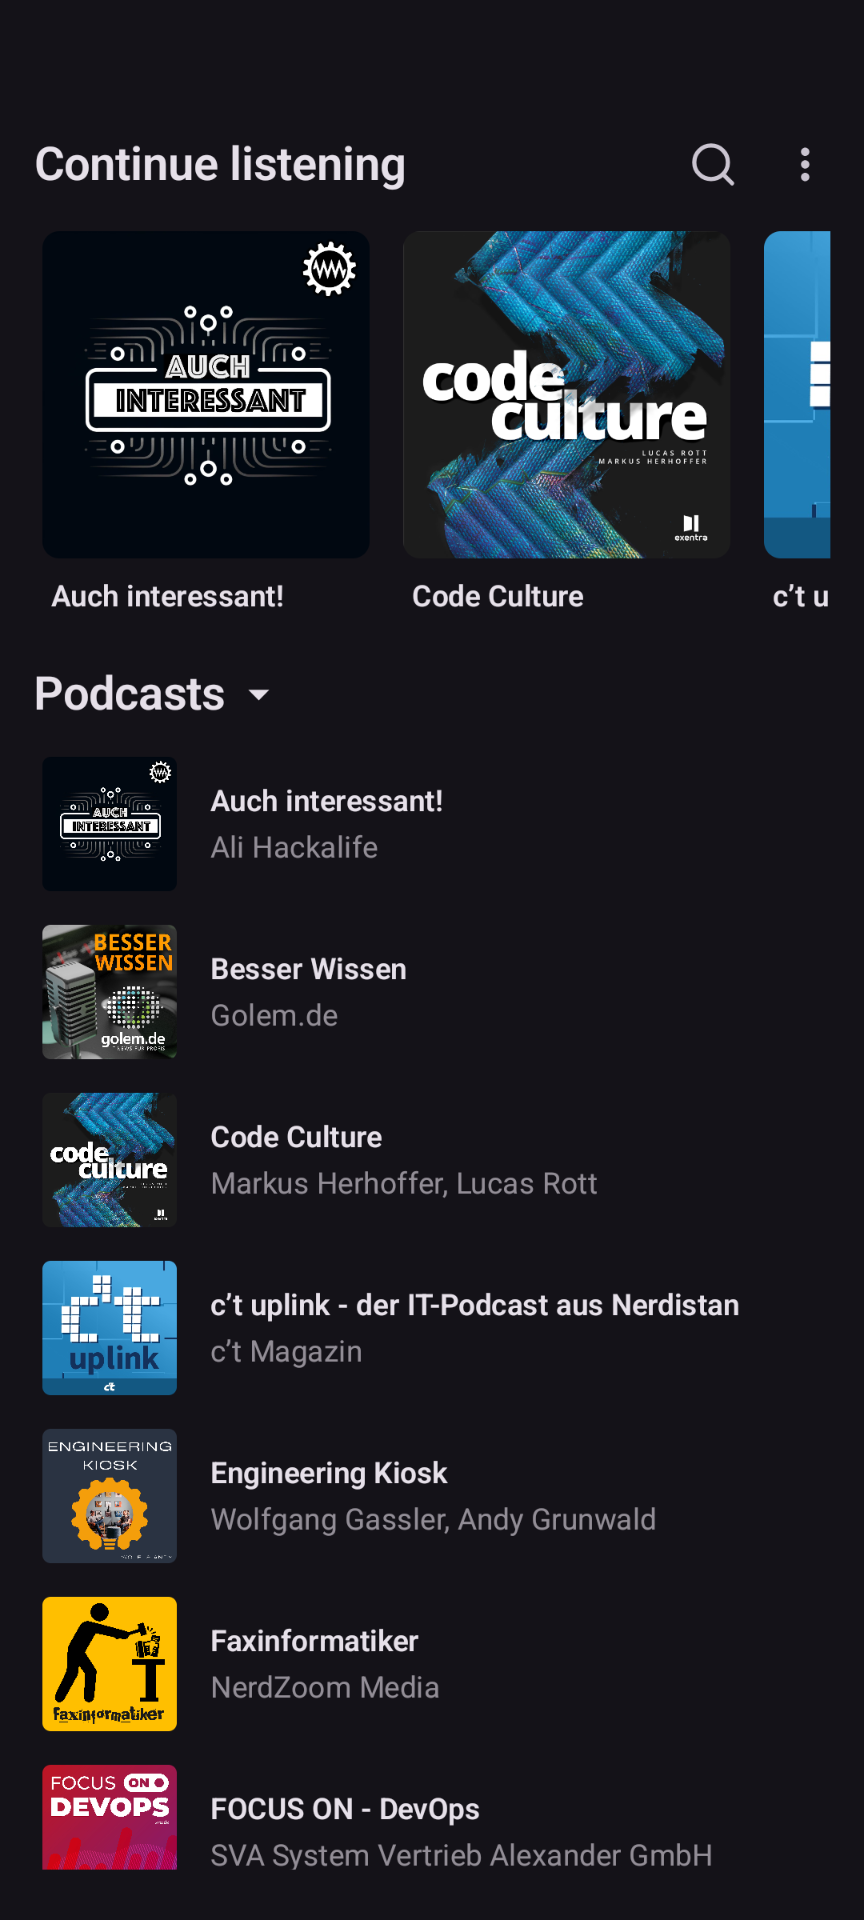 Continue listening
AUCH
INTERESSANT
code
culture
LUCAS ROTT
MARKUS HERHOFFER
exentra
Auch interessant!
Code Culture
c’t u
Podcasts
AUCH
INTERESSANT
Auch interessant!
Ali Hackalife
BESSER
WISSEN
golem.de
Besser Wissen
Golem.de
code
culture
Code Culture
Markus Herhoffer, Lucas Rott
c't
uplink
c't
c’t uplink - der IT-Podcast aus Nerdistan
c’t Magazin
ENGINEERING
KIOSK
Engineering Kiosk
Wolfgang Gassler, Andy Grunwald
Faxinformatiker
Faxinformatiker
NerdZoom Media
FOCUS ON
DEVOPS
FOCUS ON - DevOps
SVA System Vertrieb Alexander GmbH